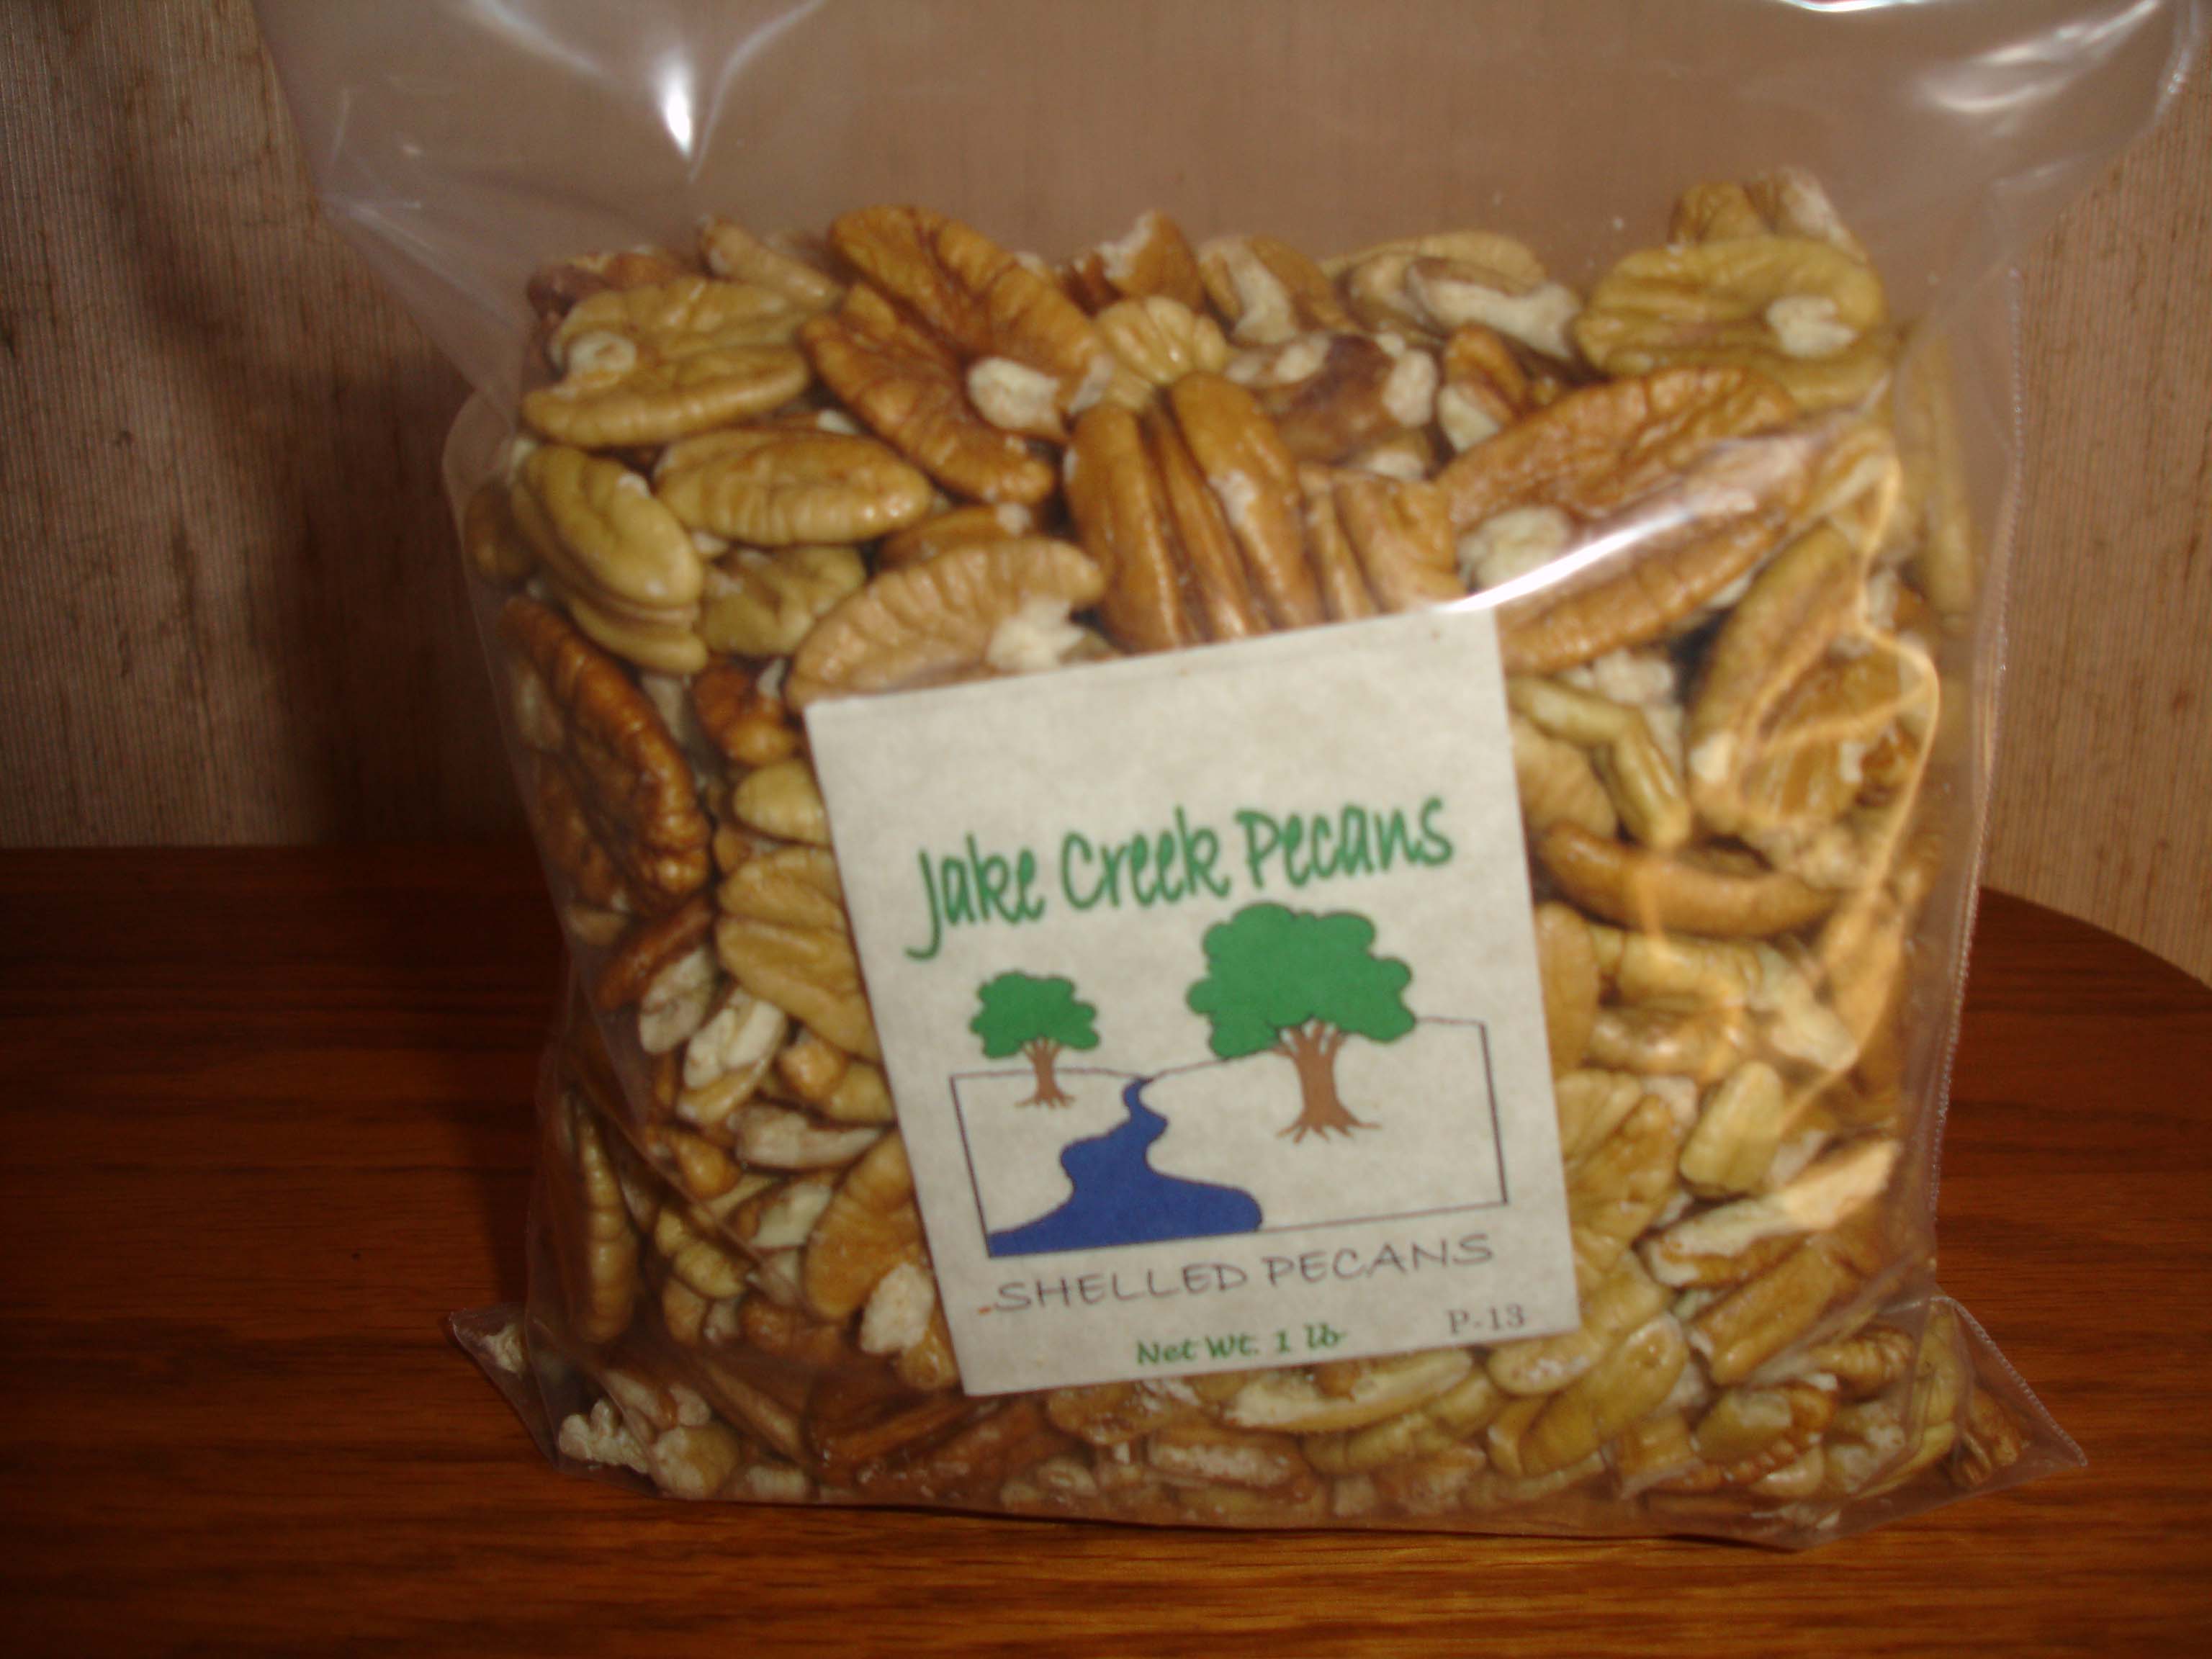 Jake Creek Pecans
SHELLED PECANS
Net Wt. 1 lb P-13